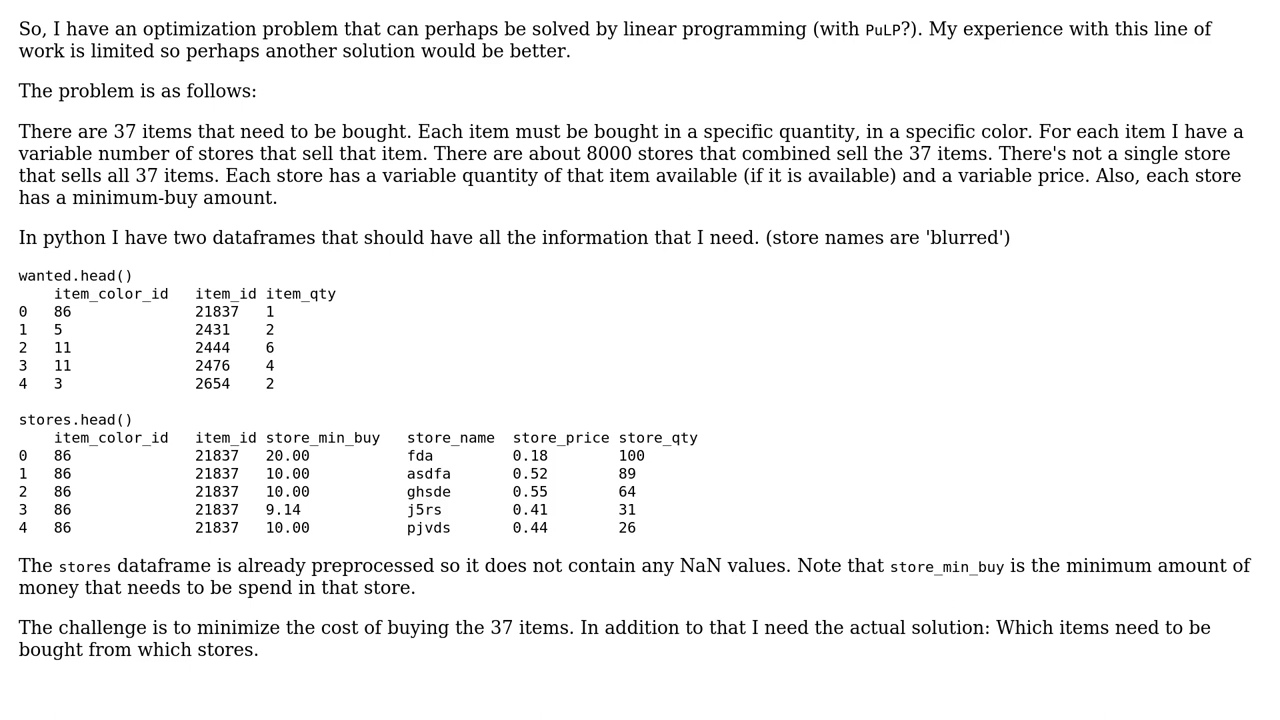 So, I have an optimization problem that can perhaps be solved by linear programming (with PuLP?). My experience with this line of
work is limited so perhaps another solution would be better.
The problem is as follows:
There are 37 items that need to be bought. Each item must be bought in a specific quantity, in a specific color. For each item I have a
variable number of stores that sell that item. There are about 8000 stores that combined sell the 37 items. There's not a single store
that sells all 37 items. Each store has a variable quantity of that item available (if it is available) and a variable price. Also, each store
has a minimum-buy amount.
In python I have two dataframes that should have all the information that I need. (store names are 'blurred')
wanted.head()
    item_color_id   item_id item_qty
0   86              21837   1
1   5               2431    2
2   11              2444    6
3   11              2476    4
4   3               2654    2
stores.head()
    item_color_id   item_id store_min_buy   store_name  store_price store_qty
0   86              21837   20.00           fda         0.18        100
1   86              21837   10.00           asdfa       0.52        89
2   86              21837   10.00           ghsde       0.55        64
3   86              21837   9.14            j5rs        0.41        31
4   86              21837   10.00           pjvds       0.44        26
The stores dataframe is already preprocessed so it does not contain any NaN values. Note that store_min_buy is the minimum amount of
money that needs to be spend in that store.
The challenge is to minimize the cost of buying the 37 items. In addition to that I need the actual solution: Which items need to be
bought from which stores.